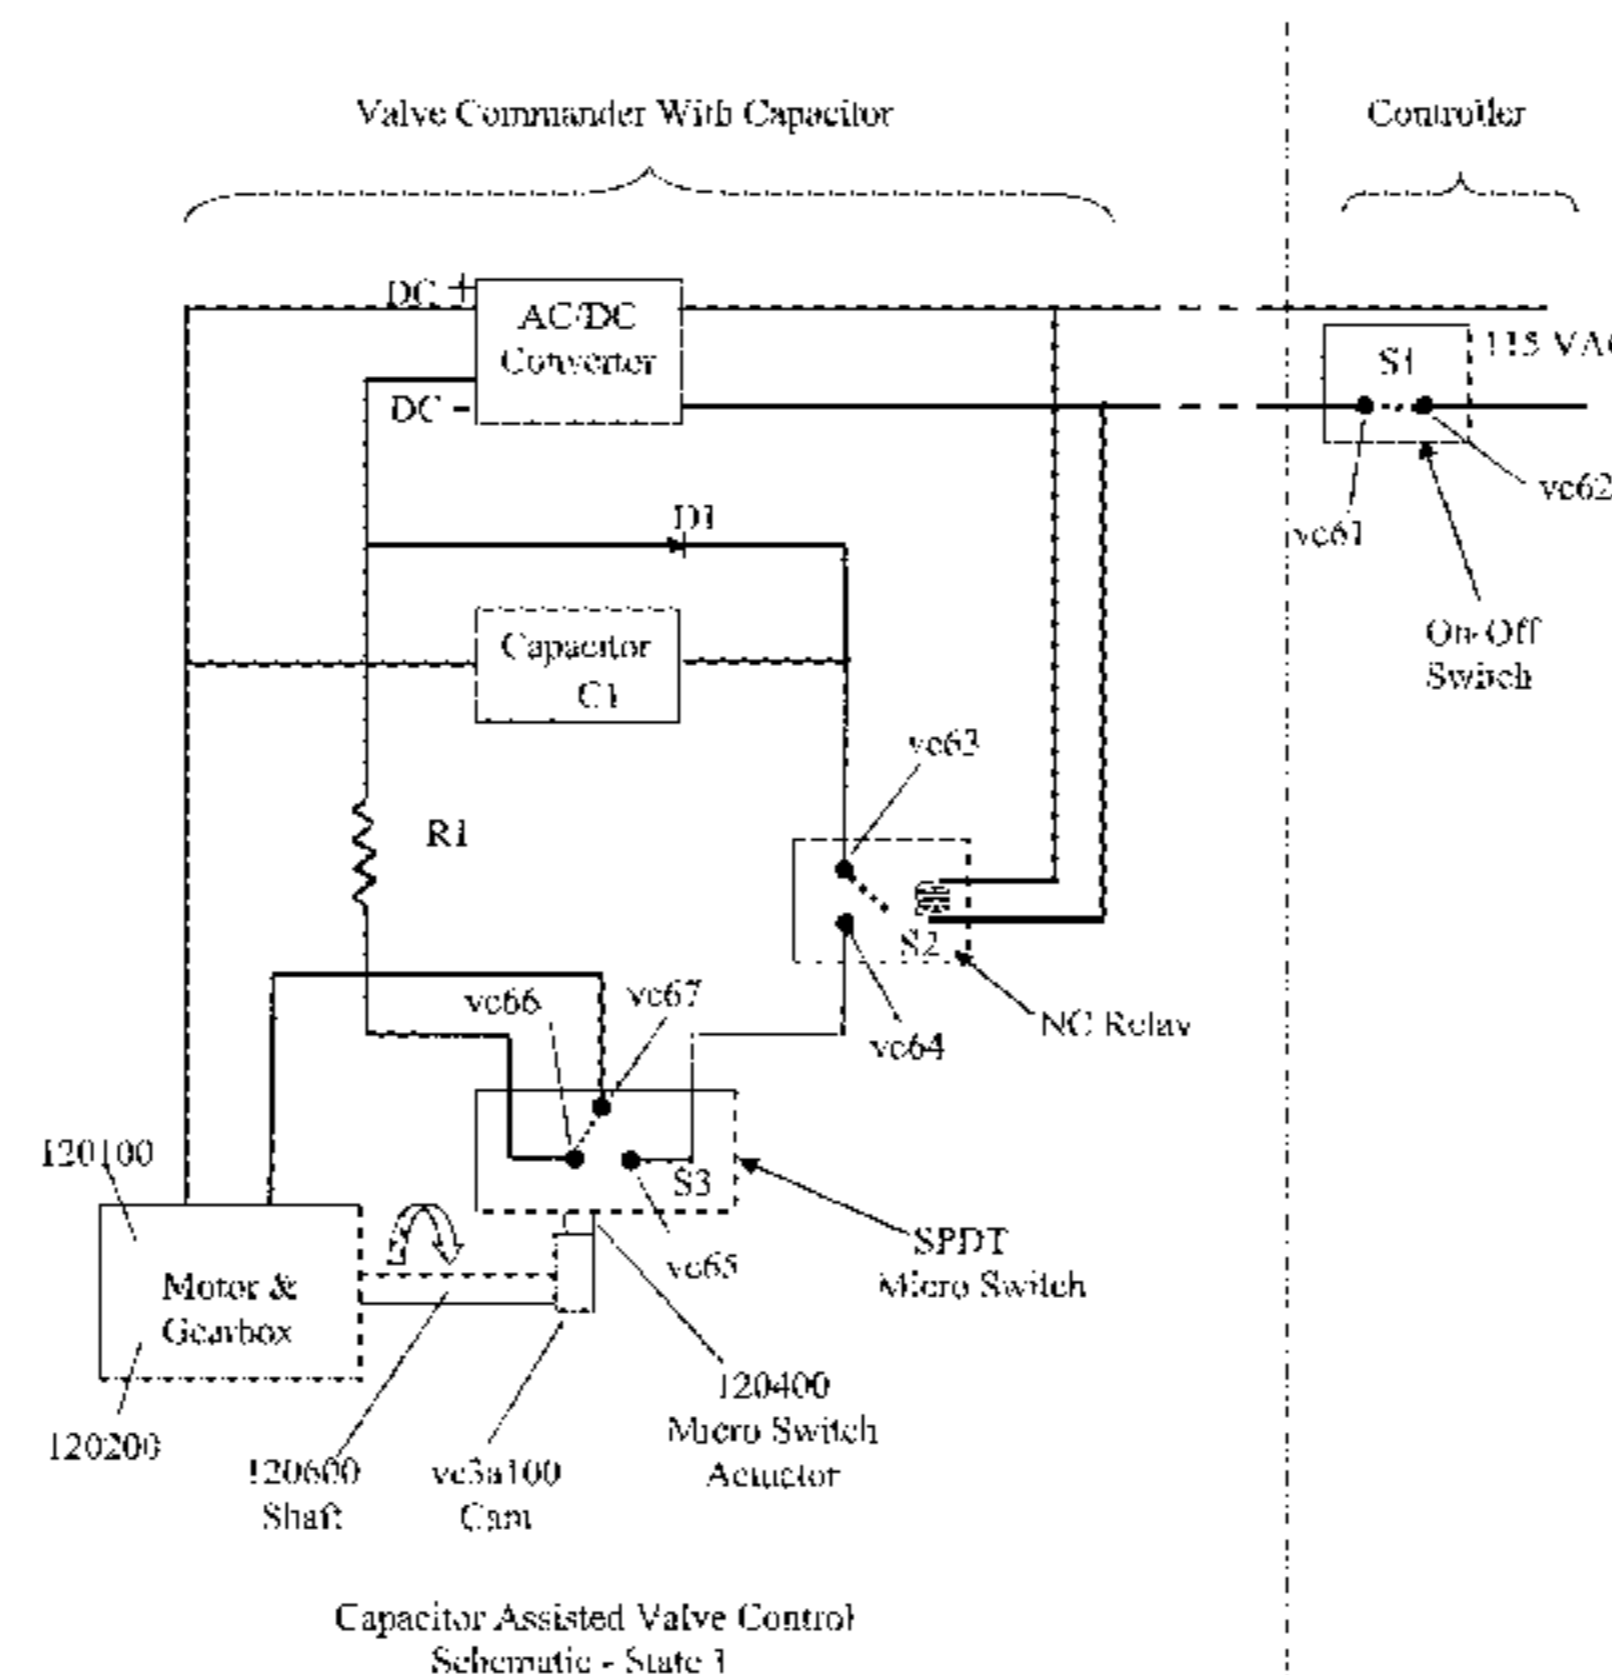 Valve Commander With Capacitor
Controller
DC +
AC/DC
Converter
DC -
S1
115 VAC
vc62
vc61
D1
On-Off
Switch
Capacitor
C1
vc63
R1
S2
vc66
vc67
NC Relay
vc64
120100
S3
SPDT
Micro Switch
vc65
Motor &
Gearbox
120400
Micro Switch
Actuator
120200
120600
Shaft
vc3a100
Cam
Capacitor Assisted Valve Control
Schematic - State 1